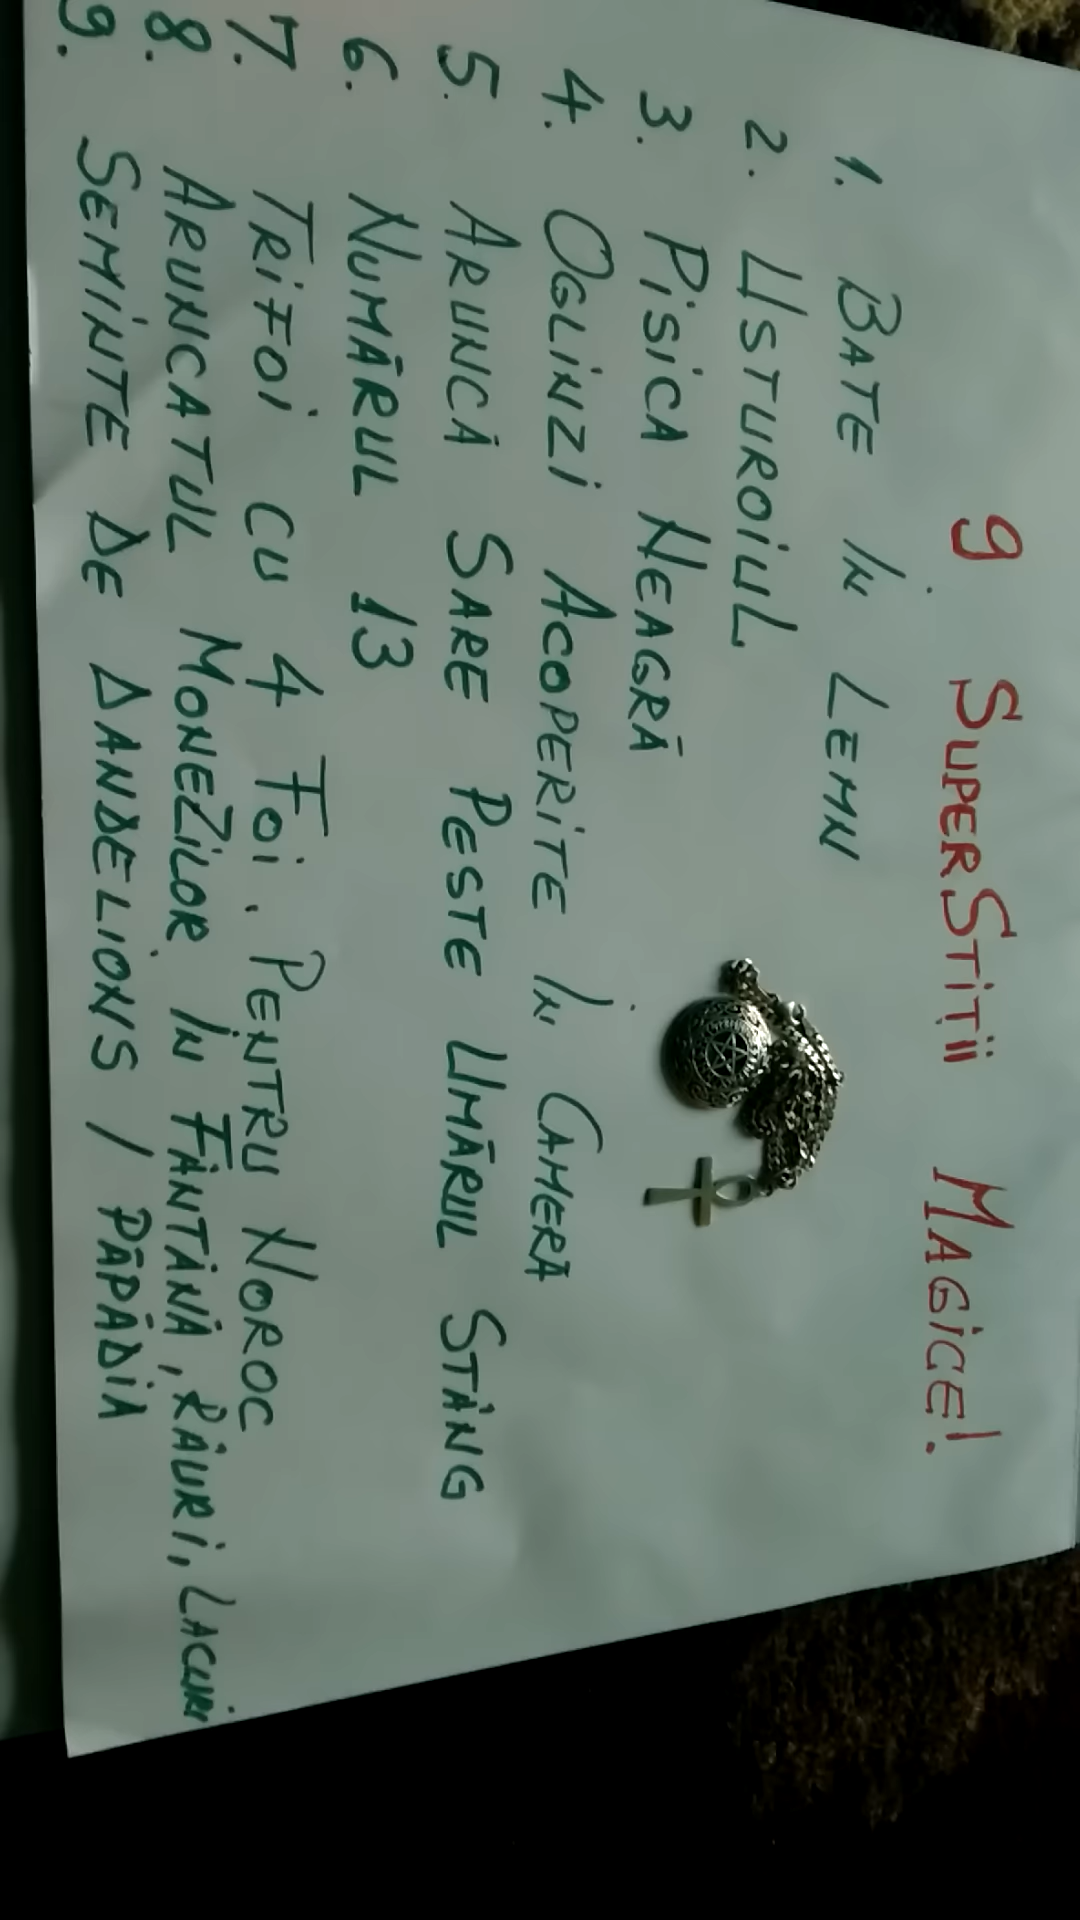 9 SUPERSTIȚII MAGICE!
1. BATE ÎN LEMN
2. USTUROIUL
3. PISICA NEAGRĂ
4. OGLINZI ACOPERITE ÎN CAMERĂ
5. ARUNCĂ SARE PESTE UMĂRUL STÂNG
6. NUMĂRUL 13
7. TRIFOI CU 4 FOI. PENTRU NOROC
8. ARUNCATUL MONEZILOR ÎN FÂNTÂNĂ, RÂURI, LACURI
9. SEMINTE DE DANDELIONS / PĂPĂDIA